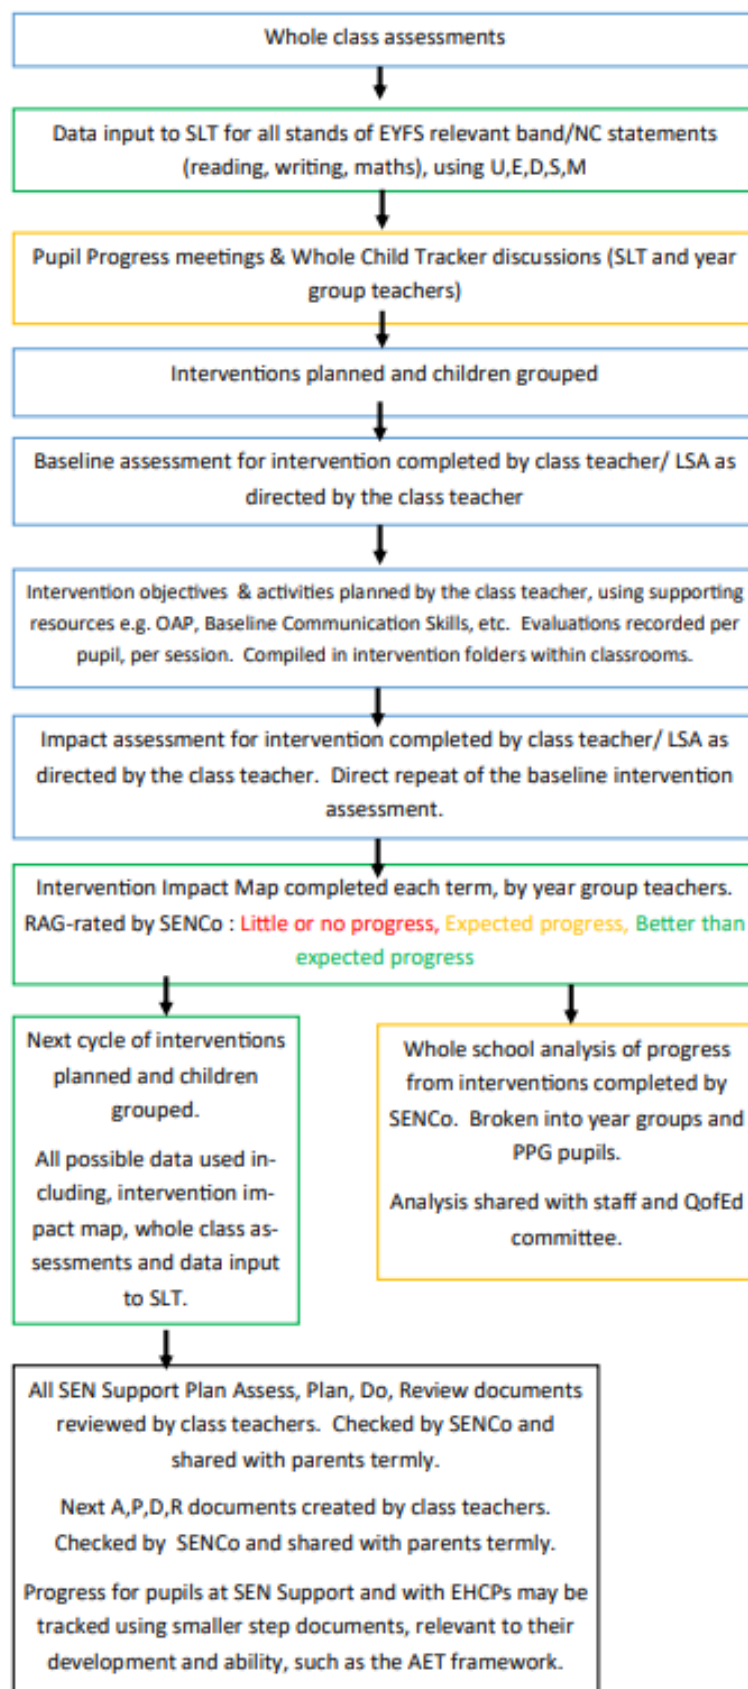 Whole class assessments
Data input to SLT for all stands of EYFS relevant band/NC statements
(reading, writing, maths), using U,E,D,S,M
Pupil Progress meetings & Whole Child Tracker discussions (SLT and year
group teachers)
Interventions planned and children grouped
Baseline assessment for intervention completed by class teacher/ LSA as
directed by the class teacher
Intervention objectives & activities planned by the class teacher, using supporting
resources e.g. OAP, Baseline Communication Skills, etc. Evaluations recorded per
pupil, per session. Compiled in intervention folders within classrooms.
Impact assessment for intervention completed by class teacher/ LSA as
directed by the class teacher. Direct repeat of the baseline intervention
assessment.
Intervention Impact Map completed each term, by year group teachers.
RAG-rated by SENCo : Little or no progress, Expected progress, Better than
expected progress
Next cycle of interventions
planned and children
grouped.
All possible data used in-
cluding, intervention im-
pact map, whole class as-
sessments and data input
to SLT.
Whole school analysis of progress
from interventions completed by
SENCo. Broken into year groups and
PPG pupils.
Analysis shared with staff and QofEd
committee.
All SEN Support Plan Assess, Plan, Do, Review documents
reviewed by class teachers. Checked by SENCo and
shared with parents termly.
Next A,P,D,R documents created by class teachers.
Checked by SENCo and shared with parents termly.
Progress for pupils at SEN Support and with EHCPs may be
tracked using smaller step documents, relevant to their
development and ability, such as the AET framework.